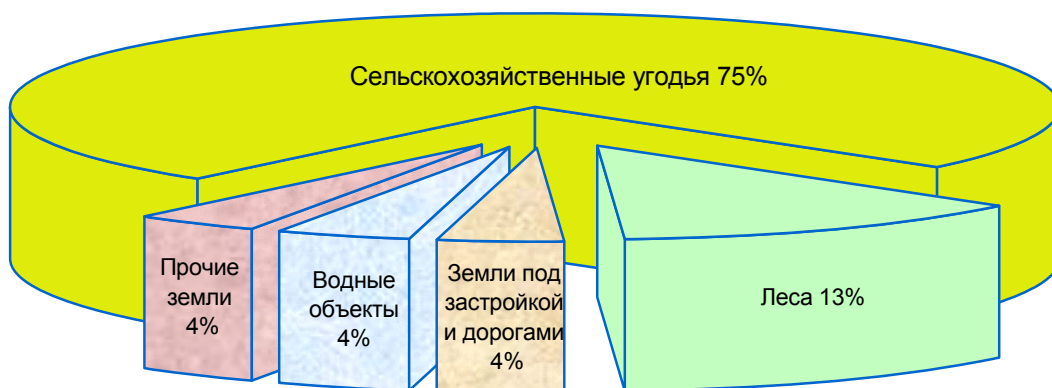 Сельскохозяйственные угодья 75%
Прочие
земли
4%
Водные
объекты
4%
Земли под
застройкой
и дорогами
4%
Леса 13%